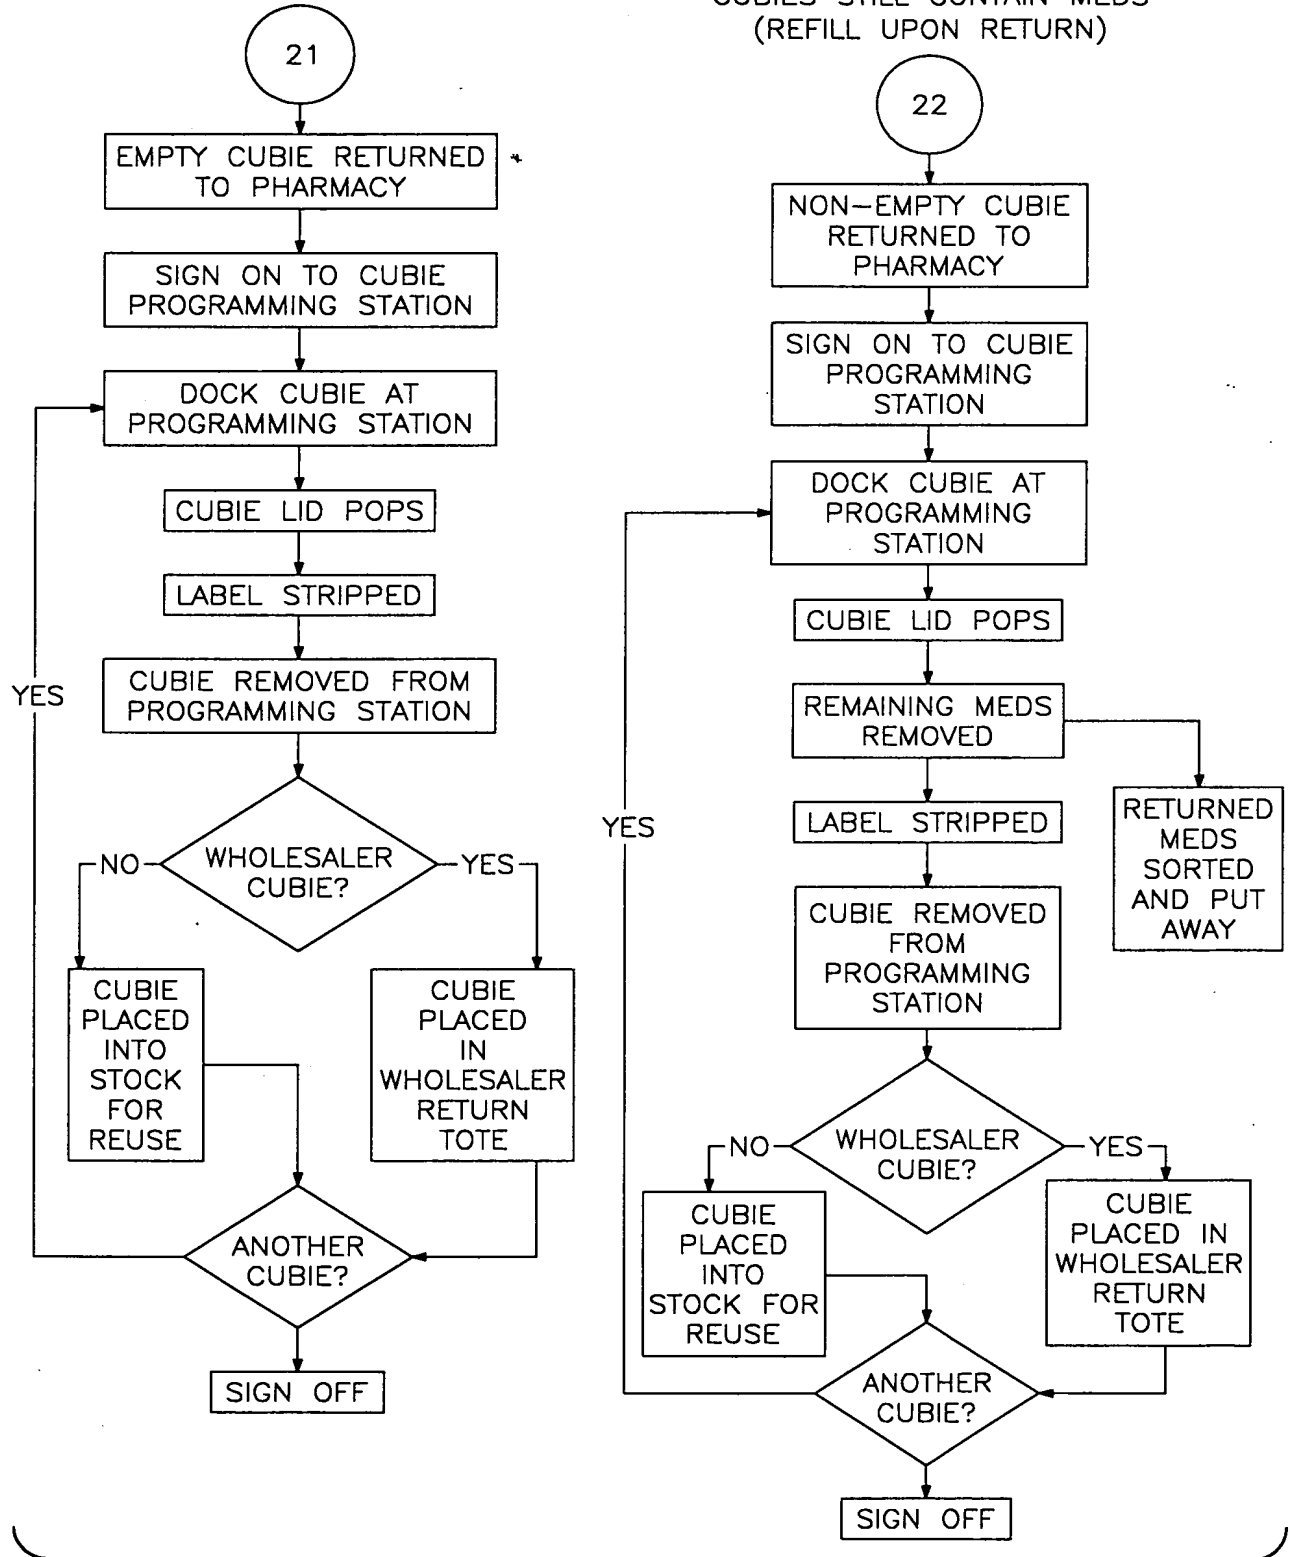 21
EMPTY CUBIE RETURNED
TO PHARMACY
SIGN ON TO CUBIE
PROGRAMMING STATION
DOCK CUBIE AT
PROGRAMMING STATION
CUBIE LID POPS
LABEL STRIPPED
CUBIE REMOVED FROM
PROGRAMMING STATION
YES
WHOLESALER
CUBIE?
NO
YES
CUBIE
PLACED
INTO
STOCK
FOR
REUSE
CUBIE
PLACED
IN
WHOLESALER
RETURN
TOTE
ANOTHER
CUBIE?
SIGN OFF
CUBIES STILL CONTAIN MEDS
(REFILL UPON RETURN)
22
NON-EMPTY CUBIE
RETURNED TO
PHARMACY
SIGN ON TO CUBIE
PROGRAMMING
STATION
DOCK CUBIE AT
PROGRAMMING
STATION
CUBIE LID POPS
REMAINING MEDS
REMOVED
RETURNED
MEDS
SORTED
AND PUT
AWAY
YES
LABEL STRIPPED
CUBIE REMOVED
FROM
PROGRAMMING
STATION
WHOLESALER
CUBIE?
NO
YES
CUBIE
PLACED
INTO
STOCK FOR
REUSE
CUBIE
PLACED IN
WHOLESALER
RETURN
TOTE
ANOTHER
CUBIE?
SIGN OFF